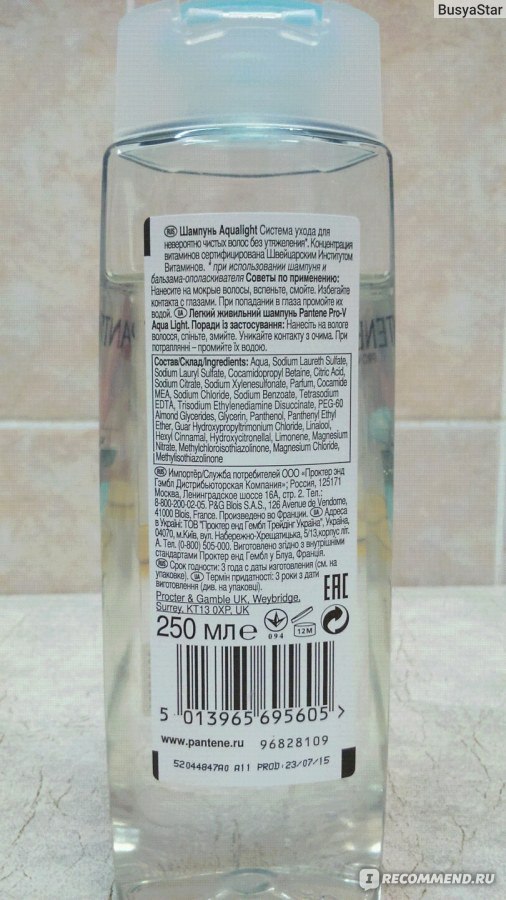 BusyaStar
RUS Шампунь Aqualight Система ухода для
невероятно чистых волос без утяжеления*. Концентрация
витаминов сертифицирована Швейцарским Институтом
Витаминов. * при использовании шампуня и
бальзама-ополаскивателя Советы по применению:
Нанесите на мокрые волосы, вспеньте, смойте. Избегайте
контакта с глазами. При попадании в глаза промойте их
водой. UA Легкий живильний шампунь Pantene Pro-V
Aqua Light. Поради із застосування: Нанесіть на вологе
волосся, спіньте, змийте. Уникайте контакту з очима. При
потраплянні – промийте їх водою.
Состав/Склад/Ingredients: Aqua, Sodium Laureth Sulfate,
Sodium Lauryl Sulfate, Cocamidopropyl Betaine, Citric Acid,
Sodium Citrate, Sodium Xylenesulfonate, Parfum, Cocamide
MEA, Sodium Chloride, Sodium Benzoate, Tetrasodium
EDTA, Trisodium Ethylenediamine Disuccinate, PEG-60
Almond Glycerides, Glycerin, Panthenol, Panthenyl Ethyl
Ether, Guar Hydroxypropyltrimonium Chloride, Linalool,
Hexyl Cinnamal, Hydroxycitronellal, Limonene, Magnesium
Nitrate, Methylchloroisothiazolinone, Magnesium Chloride,
Methylisothiazolinone
RUS Импортёр/Служба потребителей ООО «Проктер энд
Гэмбл Дистрибьюторская Компания»; Россия, 125171
Москва, Ленинградское шоссе 16А, стр. 2. Тел.:
8-800-200-02-05. P&G Blois S.A.S., 126 Avenue de Vendome,
41000 Blois, France. Произведено во Франции. UA Адреса
в Україні: ТОВ "Проктер енд Гембл Трейдінг Україна", Україна,
04070, м.Київ, вул. Набережно-Хрещатицька, 5/13,корпус літ.
А. Тел. (0-800) 505-000. Виготовлено згідно з внутрішніми
стандартами Проктер енд Гембл у Блуа, Франція.
RUS Срок годности: 3 года с даты изготовления (см. на
упаковке). UA Термін придатності: 3 роки з дати
виготовлення (див. на упаковці).
EAC
Procter & Gamble UK, Weybridge,
Surrey, KT13 0XP, UK
250 мл e
094
12M
5 013965 695605 >
www.pantene.ru 96828109
52044847A0 A11 PROD:23/07/15
PANTENE
I RECOMMEND.RU